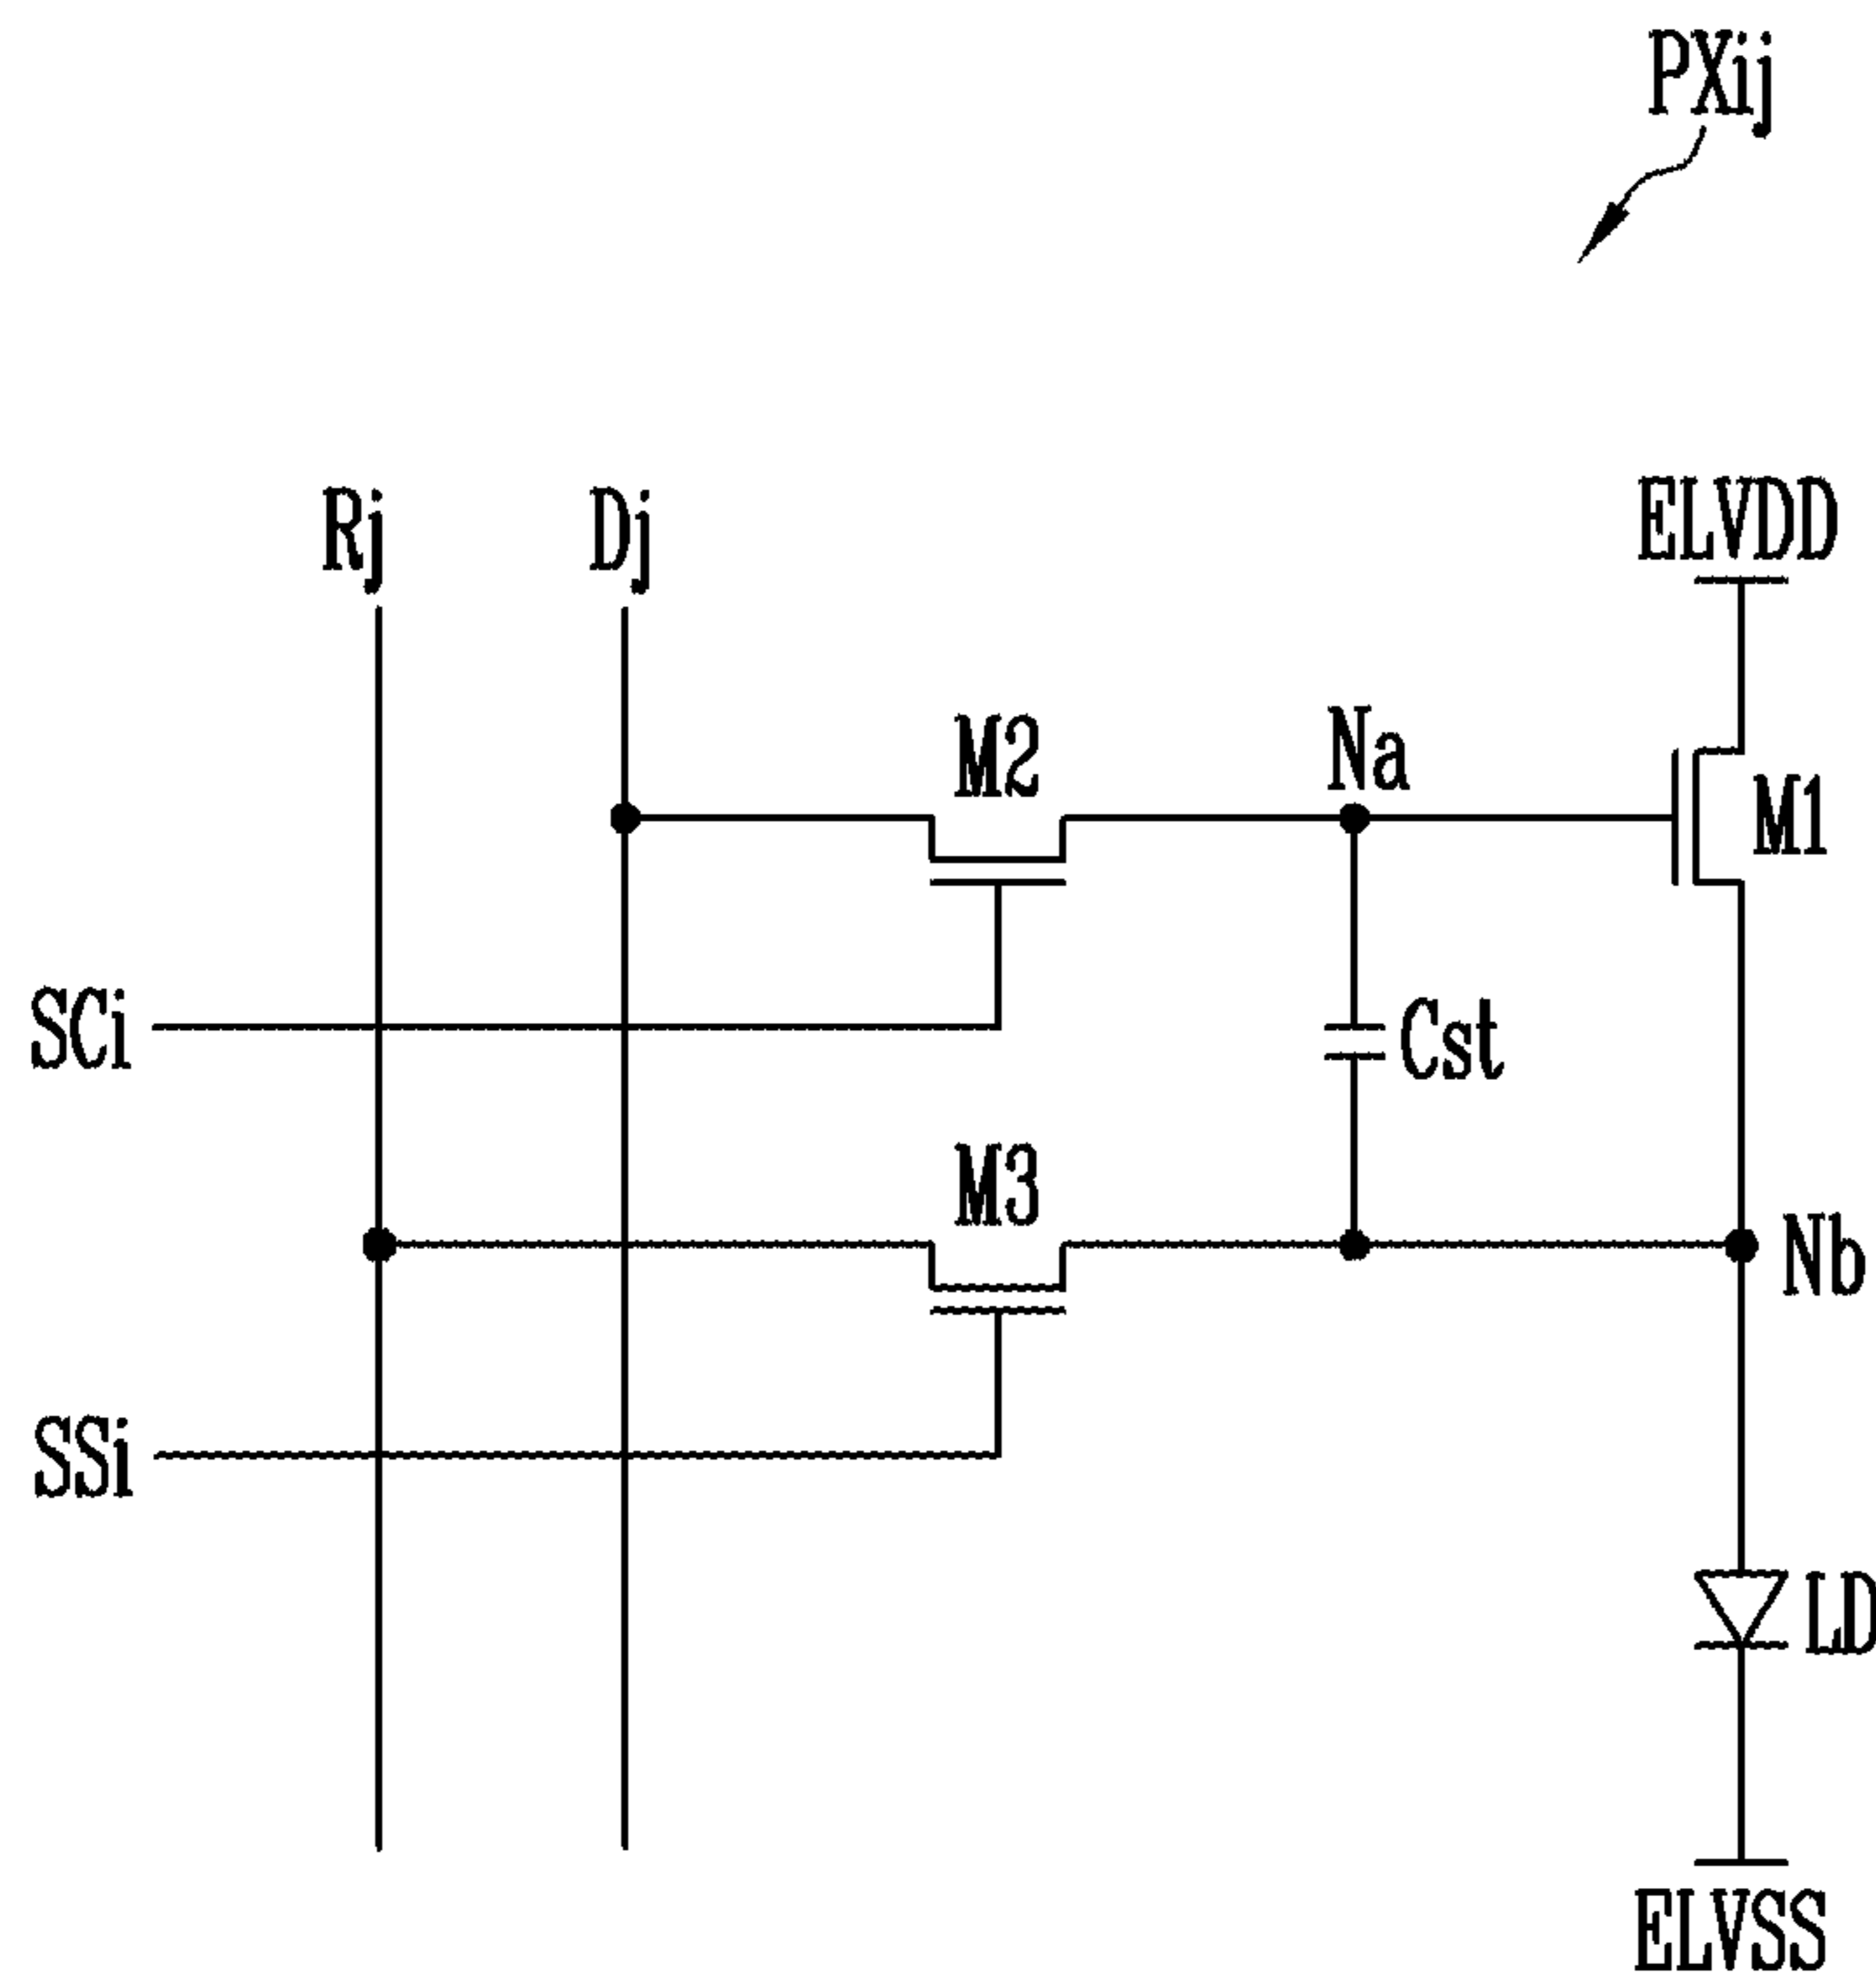 PXij
Rj
Dj
ELVDD
M2
Na
M1
SCi
Cst
M3
Nb
SSi
LD
ELVSS